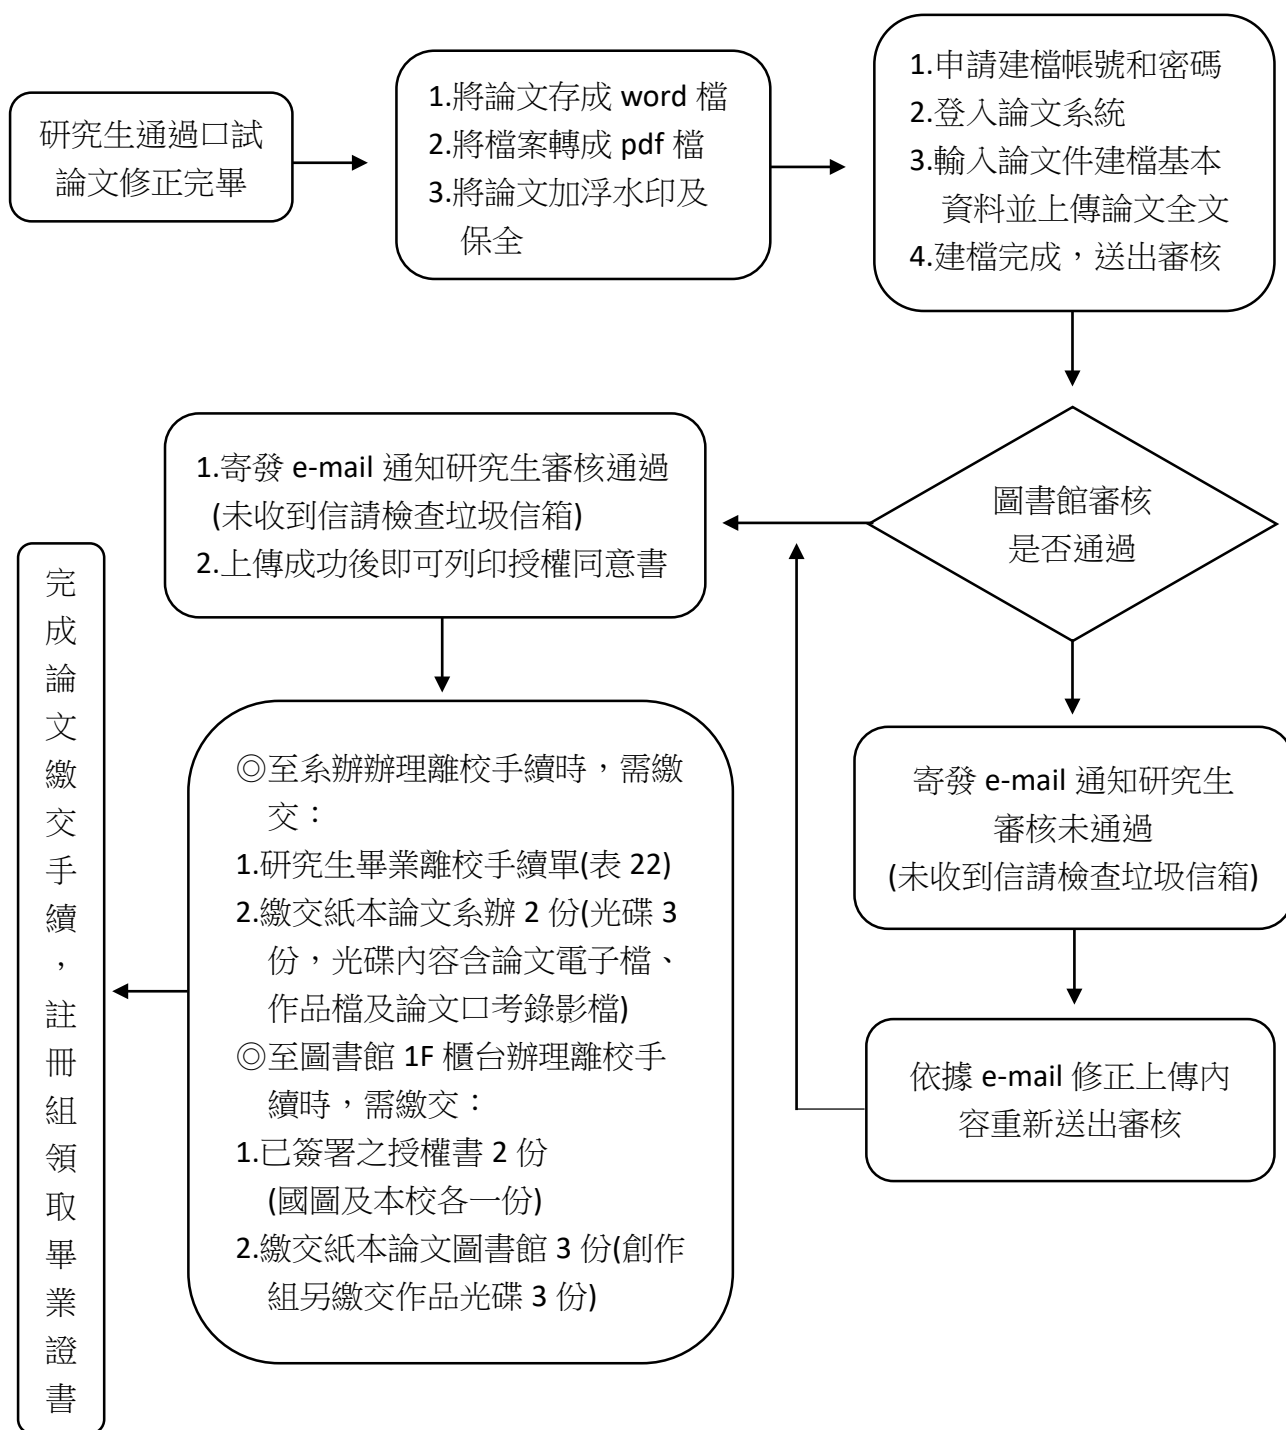 研究生通過口試
論文修正完畢
1.將論文存成 word 檔
2.將檔案轉成 pdf 檔
3.將論文加浮水印及
保全
1.申請建檔帳號和密碼
2.登入論文系統
3.輸入論文件建檔基本
資料並上傳論文全文
4.建檔完成，送出審核
圖書館審核
是否通過
1.寄發 e-mail 通知研究生審核通過
(未收到信請檢查垃圾信箱)
2.上傳成功後即可列印授權同意書
寄發 e-mail 通知研究生
審核未通過
(未收到信請檢查垃圾信箱)
依據 e-mail 修正上傳內
容重新送出審核
◎至系辦辦理離校手續時，需繳
交：
1.研究生畢業離校手續單(表 22)
2.繳交紙本論文系辦 2 份(光碟 3
份，光碟內容含論文電子檔、
作品檔及論文口考錄影檔)
◎至圖書館 1F 櫃台辦理離校手
續時，需繳交：
1.已簽署之授權書 2 份
(國圖及本校各一份)
2.繳交紙本論文圖書館 3 份(創作
組另繳交作品光碟 3 份)
完成論文繳交手續，註冊組領取畢業證書